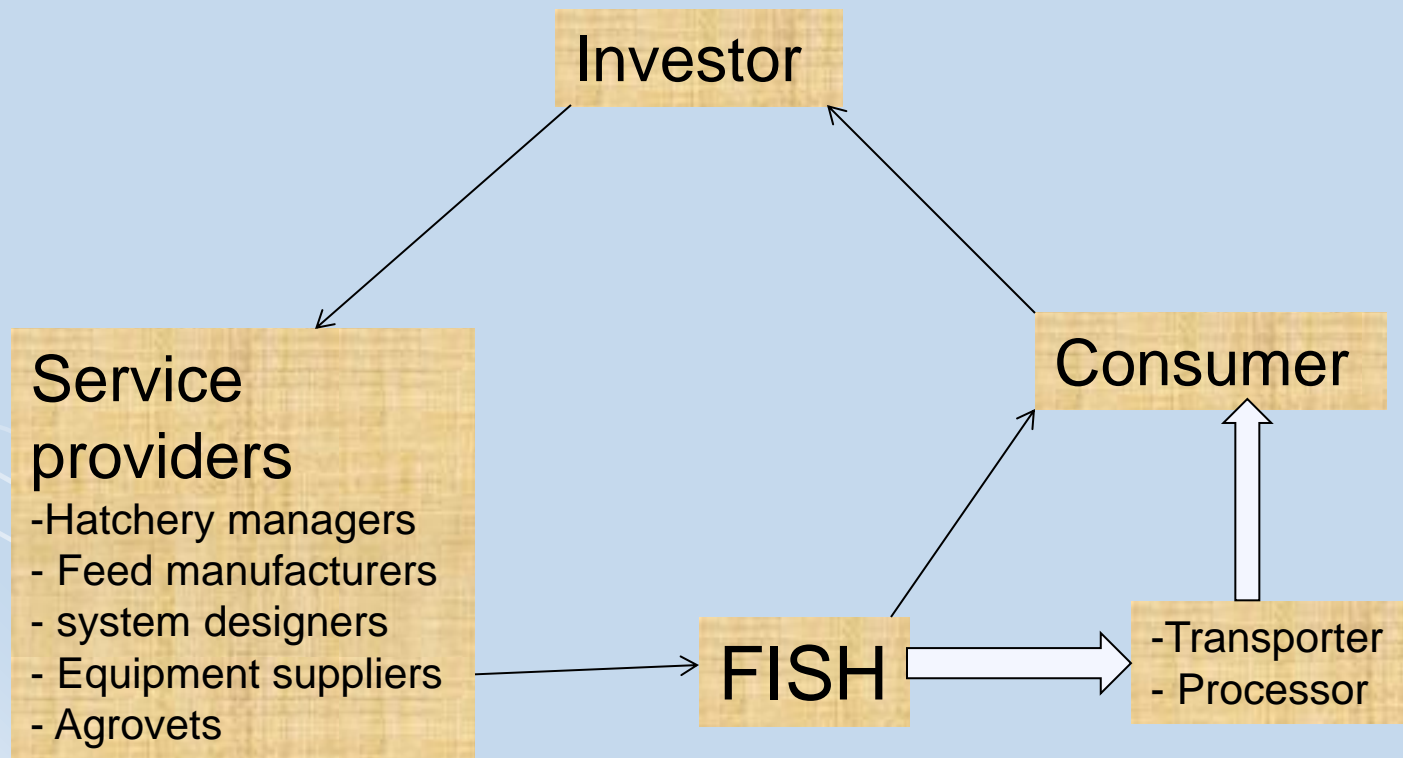 Investor
Service
providers
-Hatchery managers
- Feed manufacturers
- system designers
- Equipment suppliers
- Agrovets
Consumer
FISH
-Transporter
- Processor